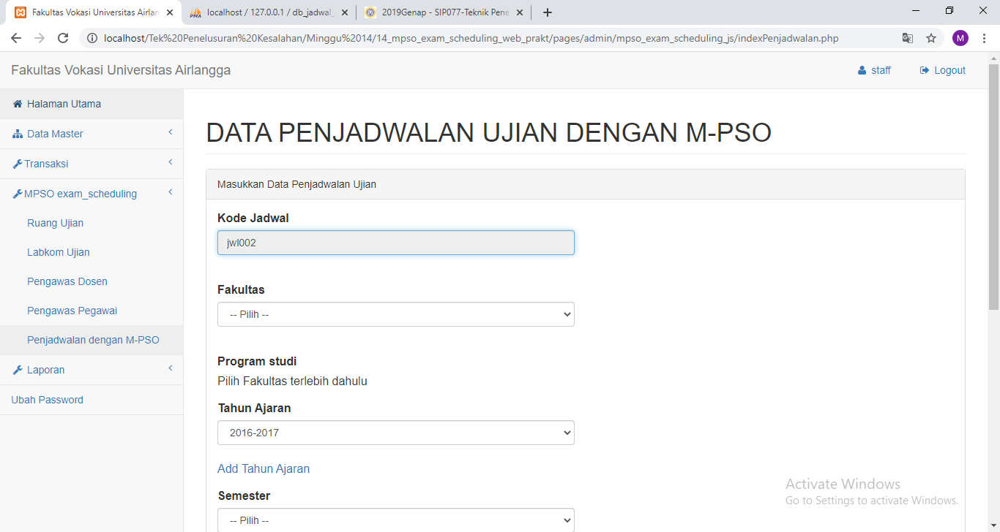 Fakultas Vokasi Universitas Airlan
localhost / 127.0.0.1 / db_jadwal_
2019Genap - SIP077-Teknik Pene
localhost/Tek%20Penelusuran%20Kesalahan/Minggu%2014/14_mpso_exam_scheduling_web_prakt/pages/admin/mpso_exam_scheduling_js/indexPenjadwalan.php
M
Fakultas Vokasi Universitas Airlangga
staff
Logout
Halaman Utama
Data Master
Transaksi
MPSO exam_scheduling
Ruang Ujian
Labkom Ujian
Pengawas Dosen
Pengawas Pegawai
Penjadwalan dengan M-PSO
Laporan
Ubah Password
DATA PENJADWALAN UJIAN DENGAN M-PSO
Masukkan Data Penjadwalan Ujian
Kode Jadwal
jwl002
Fakultas
-- Pilih --
Program studi
Pilih Fakultas terlebih dahulu
Tahun Ajaran
2016-2017
Add Tahun Ajaran
Semester
-- Pilih --
Activate Windows
Go to Settings to activate Windows.